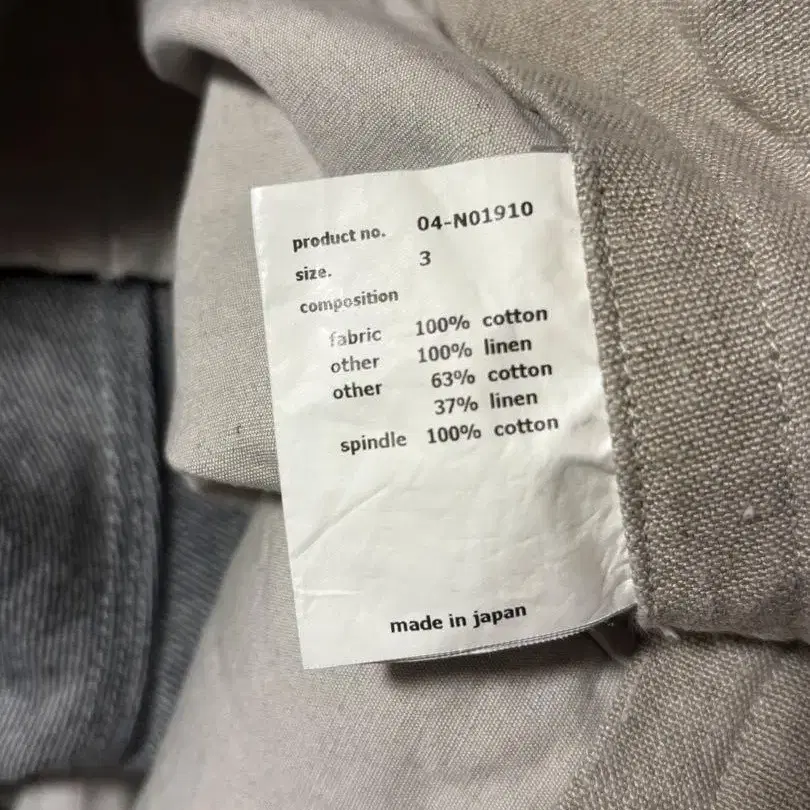 product no. 04-N01910
size. 3
composition
fabric 100% cotton
other 100% linen
other 63% cotton
37% linen
spindle 100% cotton
made in japan